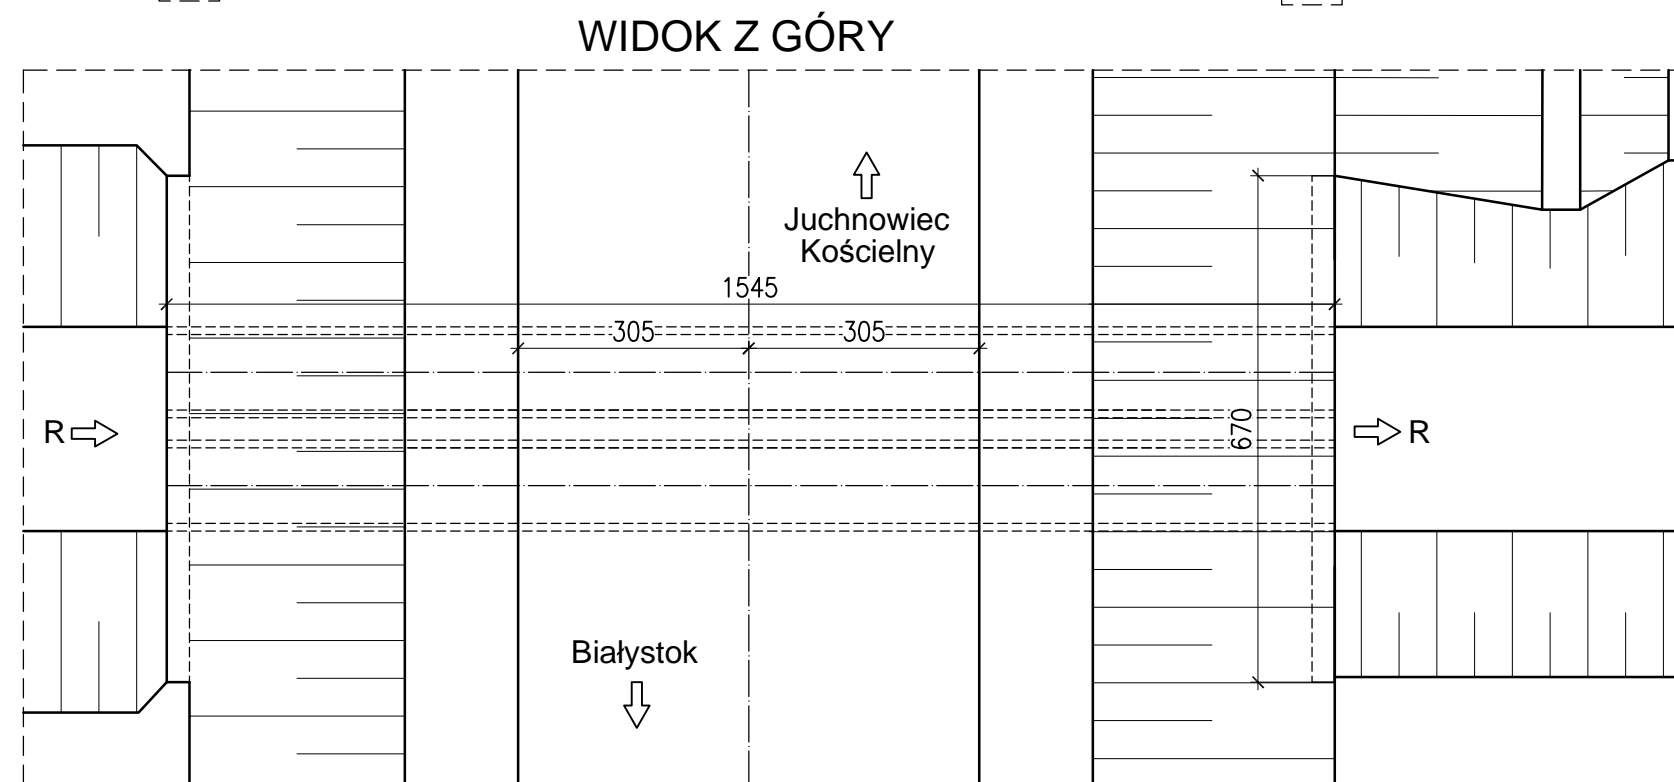 WIDOK Z GÓRY
Juchnowiec
Kościelny
1545
305
305
670
R
R
Białystok